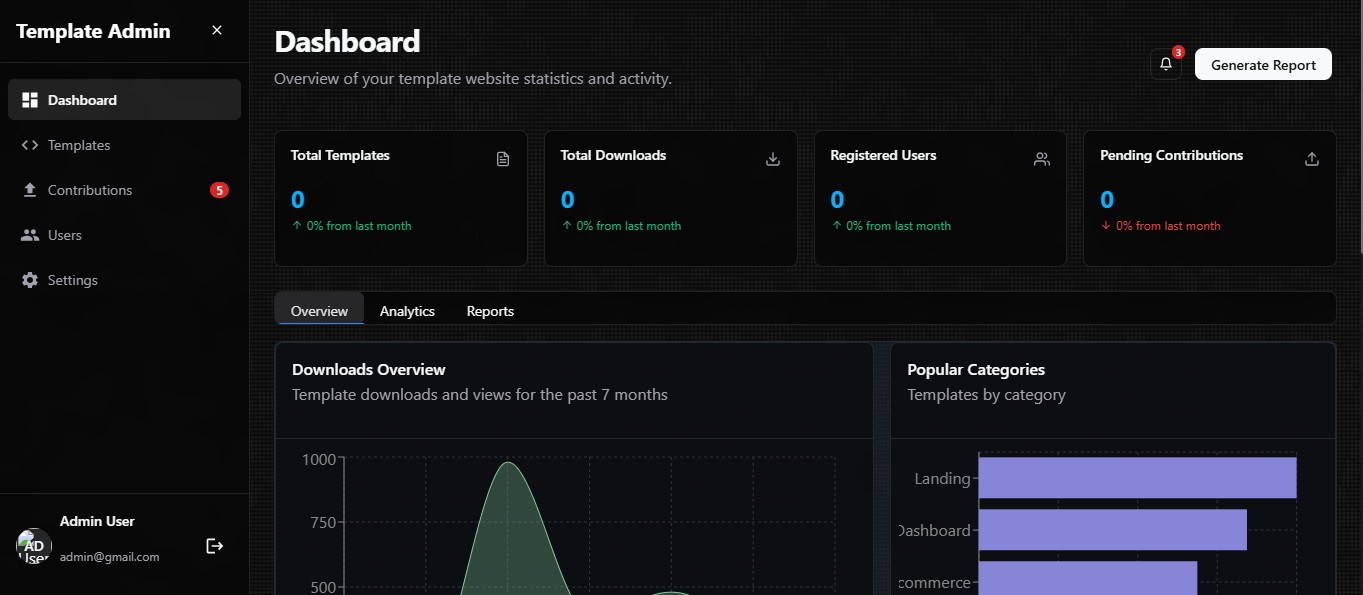 Template Admin
Dashboard
Templates
Contributions
5
Users
Settings
AD
User
Admin User
admin@gmail.com
Dashboard
Overview of your template website statistics and activity.
3
Generate Report
Total Templates
0
0% from last month
Total Downloads
0
0% from last month
Registered Users
0
0% from last month
Pending Contributions
0
0% from last month
Overview
Analytics
Reports
Downloads Overview
Template downloads and views for the past 7 months
1000
750
500
Popular Categories
Templates by category
Landing
Dashboard
commerce